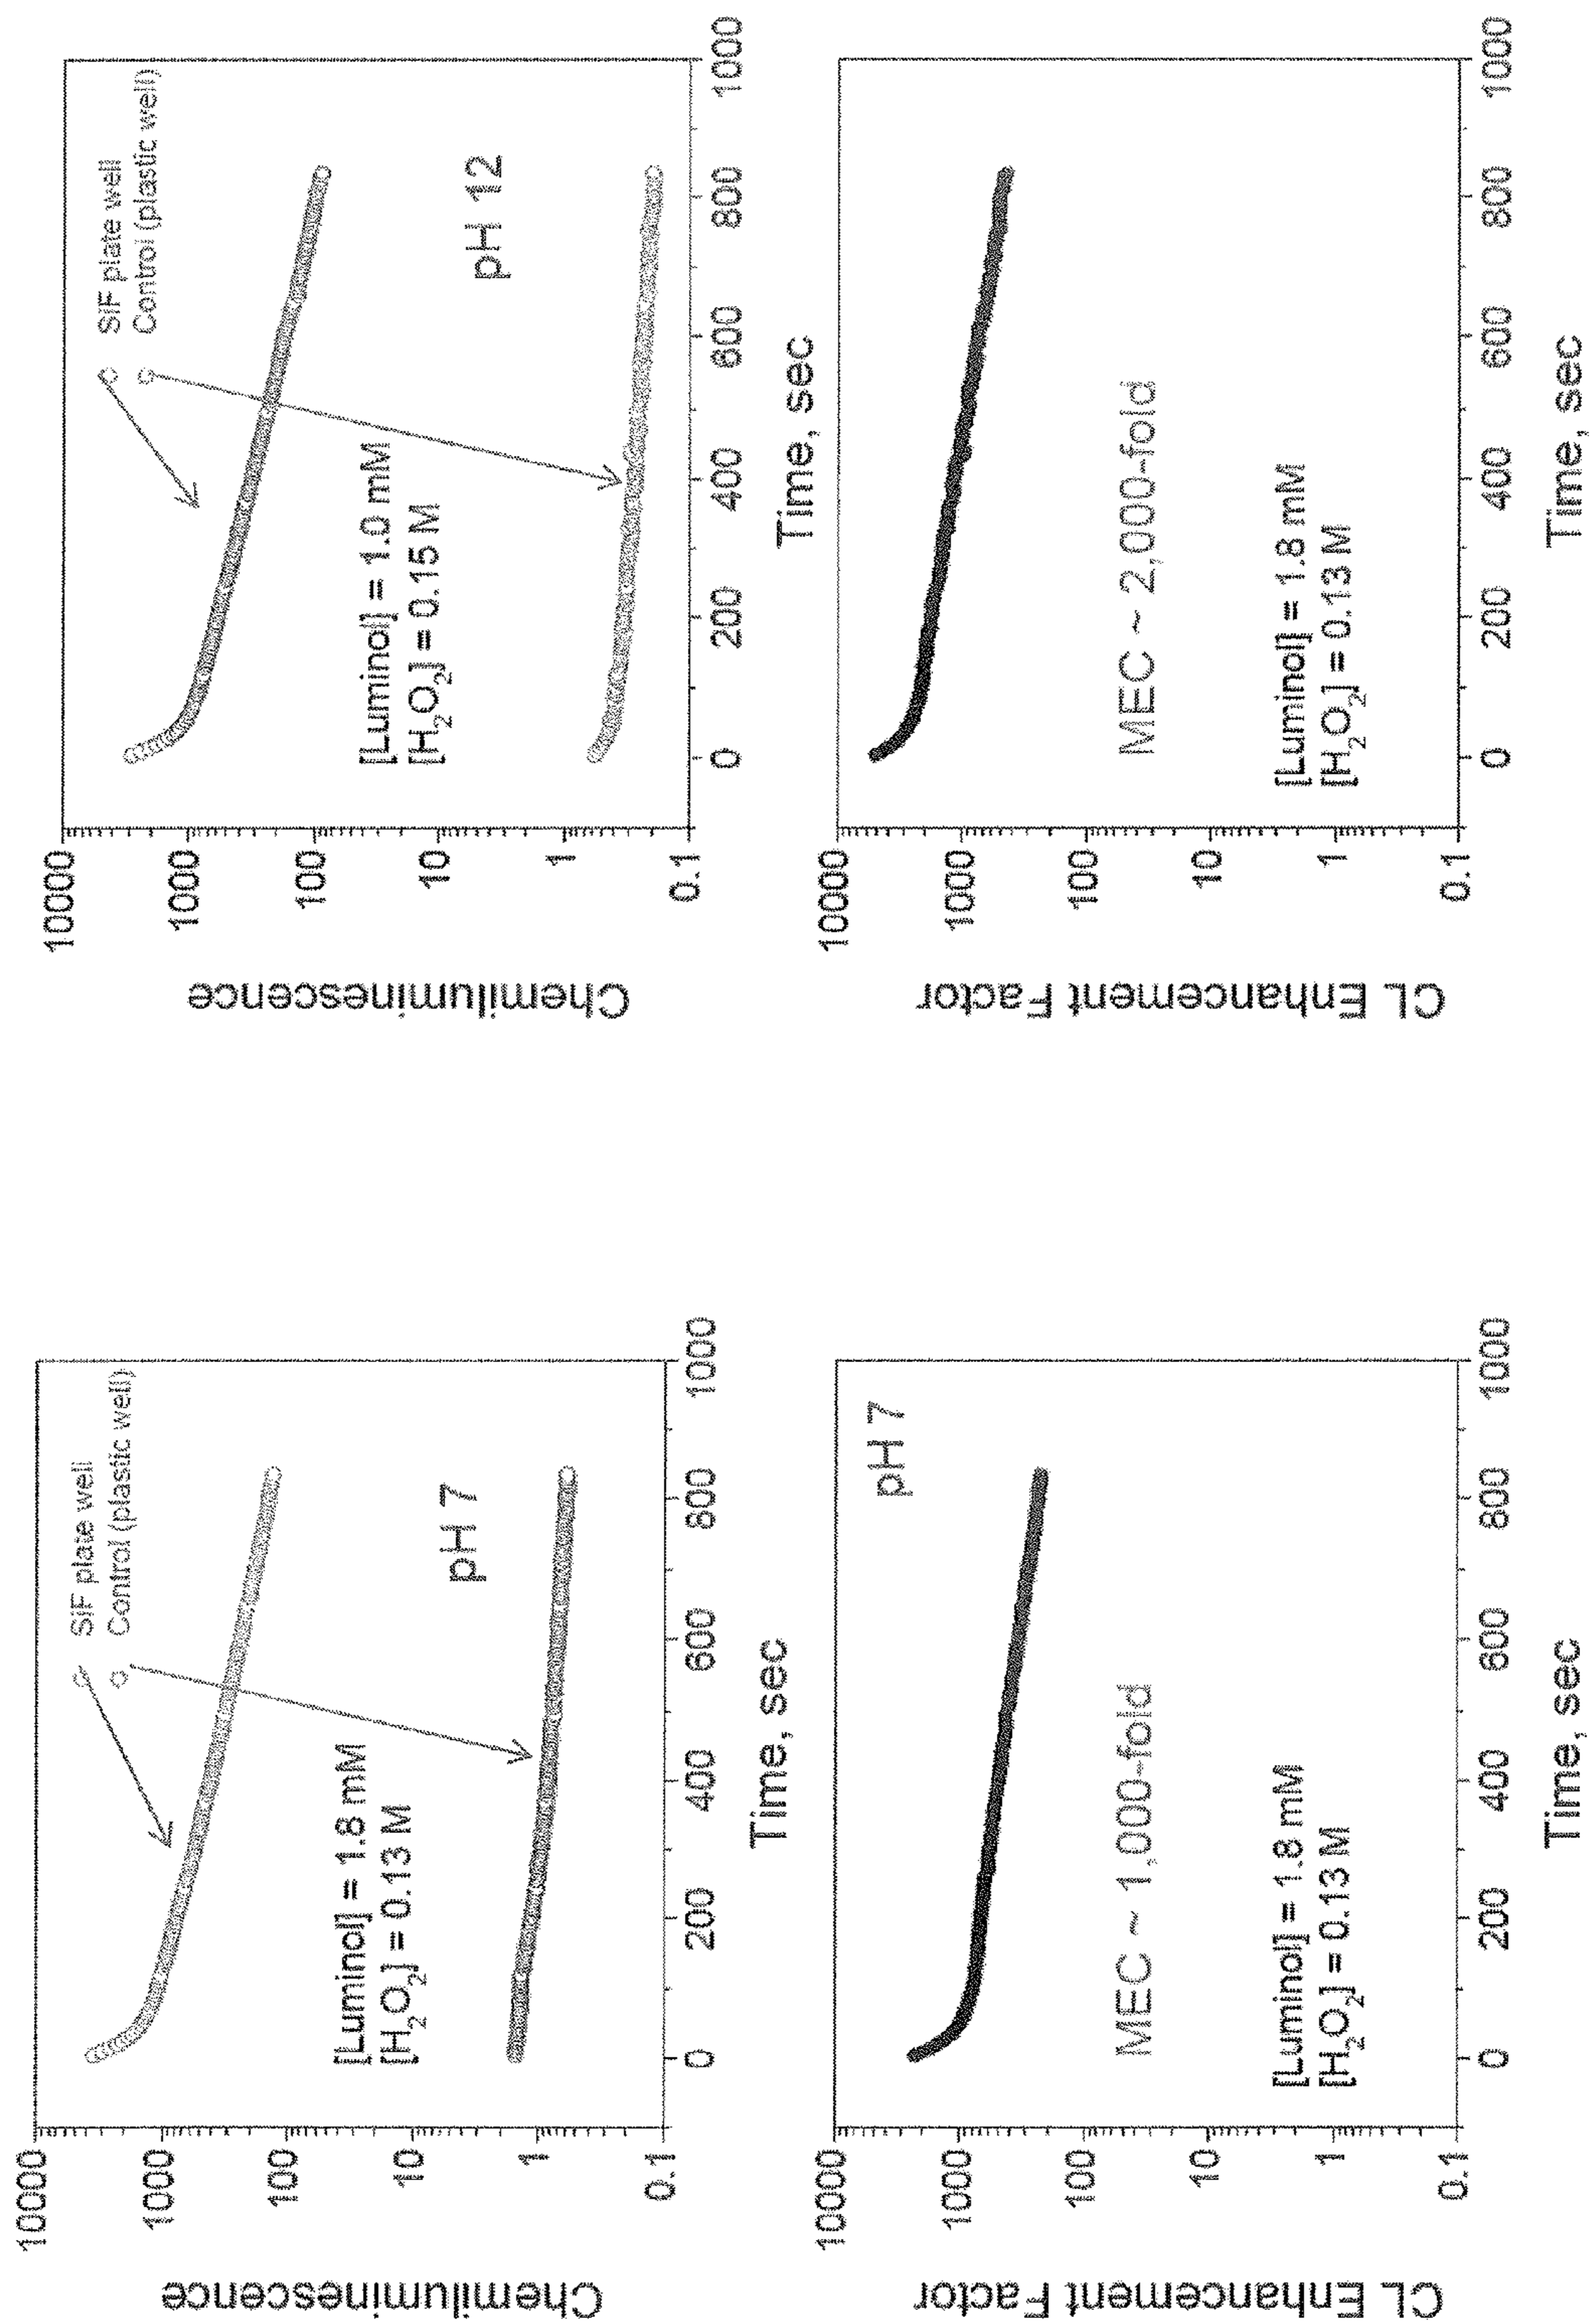 Chemiluminescence
10000
1000
100
10
1
0.1
SiF plate well
Control (plastic well)
[Luminol] = 1.8 mM
[H₂O₂] = 0.13 M
pH 7
0 200 400 600 800 1000
Time, sec
Chemiluminescence
10000
1000
100
10
1
0.1
SiF plate well
Control (plastic well)
[Luminol] = 1.0 mM
[H₂O₂] = 0.15 M
pH 12
0 200 400 600 800 1000
Time, sec
CL Enhancement Factor
10000
1000
100
10
1
0.1
pH 7
MEC ~ 1,000-fold
[Luminol] = 1.8 mM
[H₂O₂] = 0.13 M
0 200 400 600 800 1000
Time, sec
CL Enhancement Factor
10000
1000
100
10
1
0.1
MEC ~ 2,000-fold
[Luminol] = 1.8 mM
[H₂O₂] = 0.13 M
0 200 400 600 800 1000
Time, sec